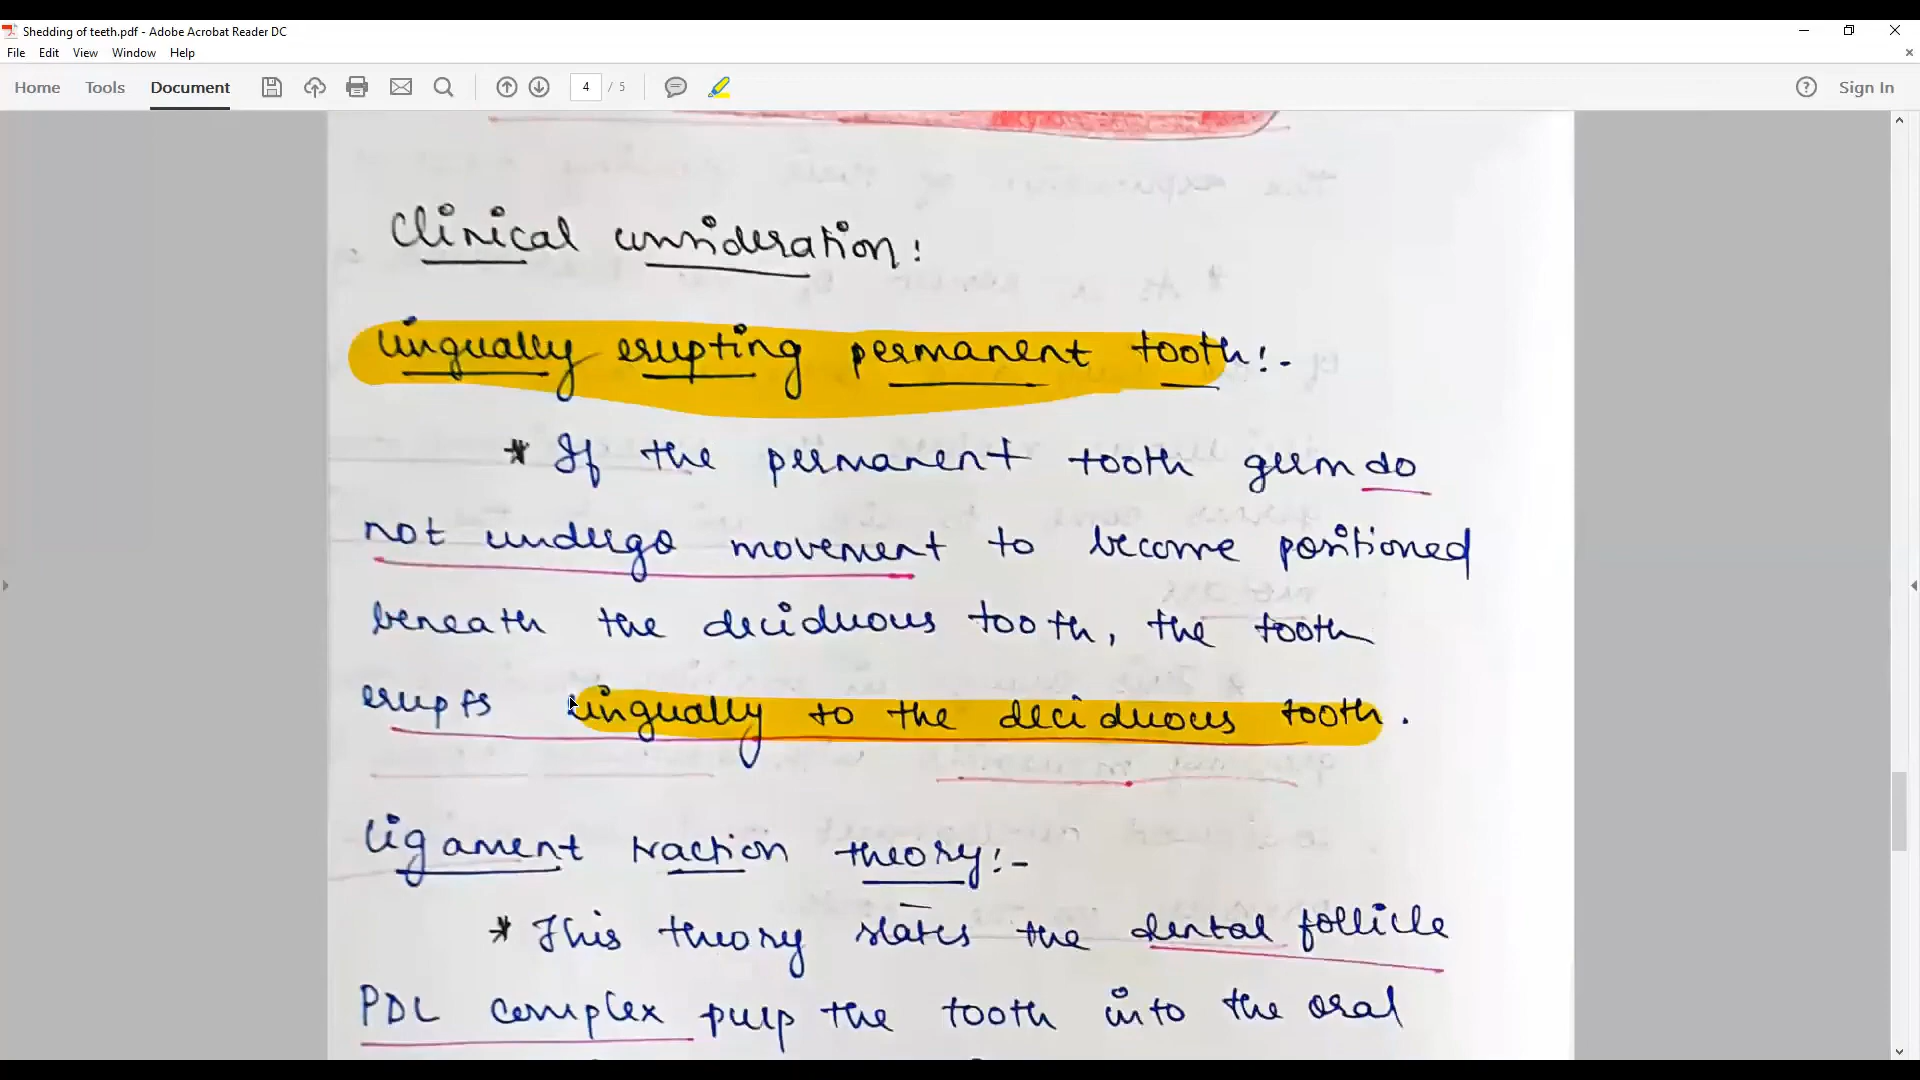 Shedding of teeth.pdf - Adobe Acrobat Reader DC
File Edit View Window Help
Home Tools Document 4 / 5 Sign In
Clinical consideration:
Lingually erupting permanent tooth:-
* If the permanent tooth germ do
not undergo movement to become positioned
beneath the deciduous tooth, the tooth
erupts lingually to the deciduous tooth.
Ligament traction theory:-
* This theory states the dental follicle
PDL complex pulp the tooth into the oral